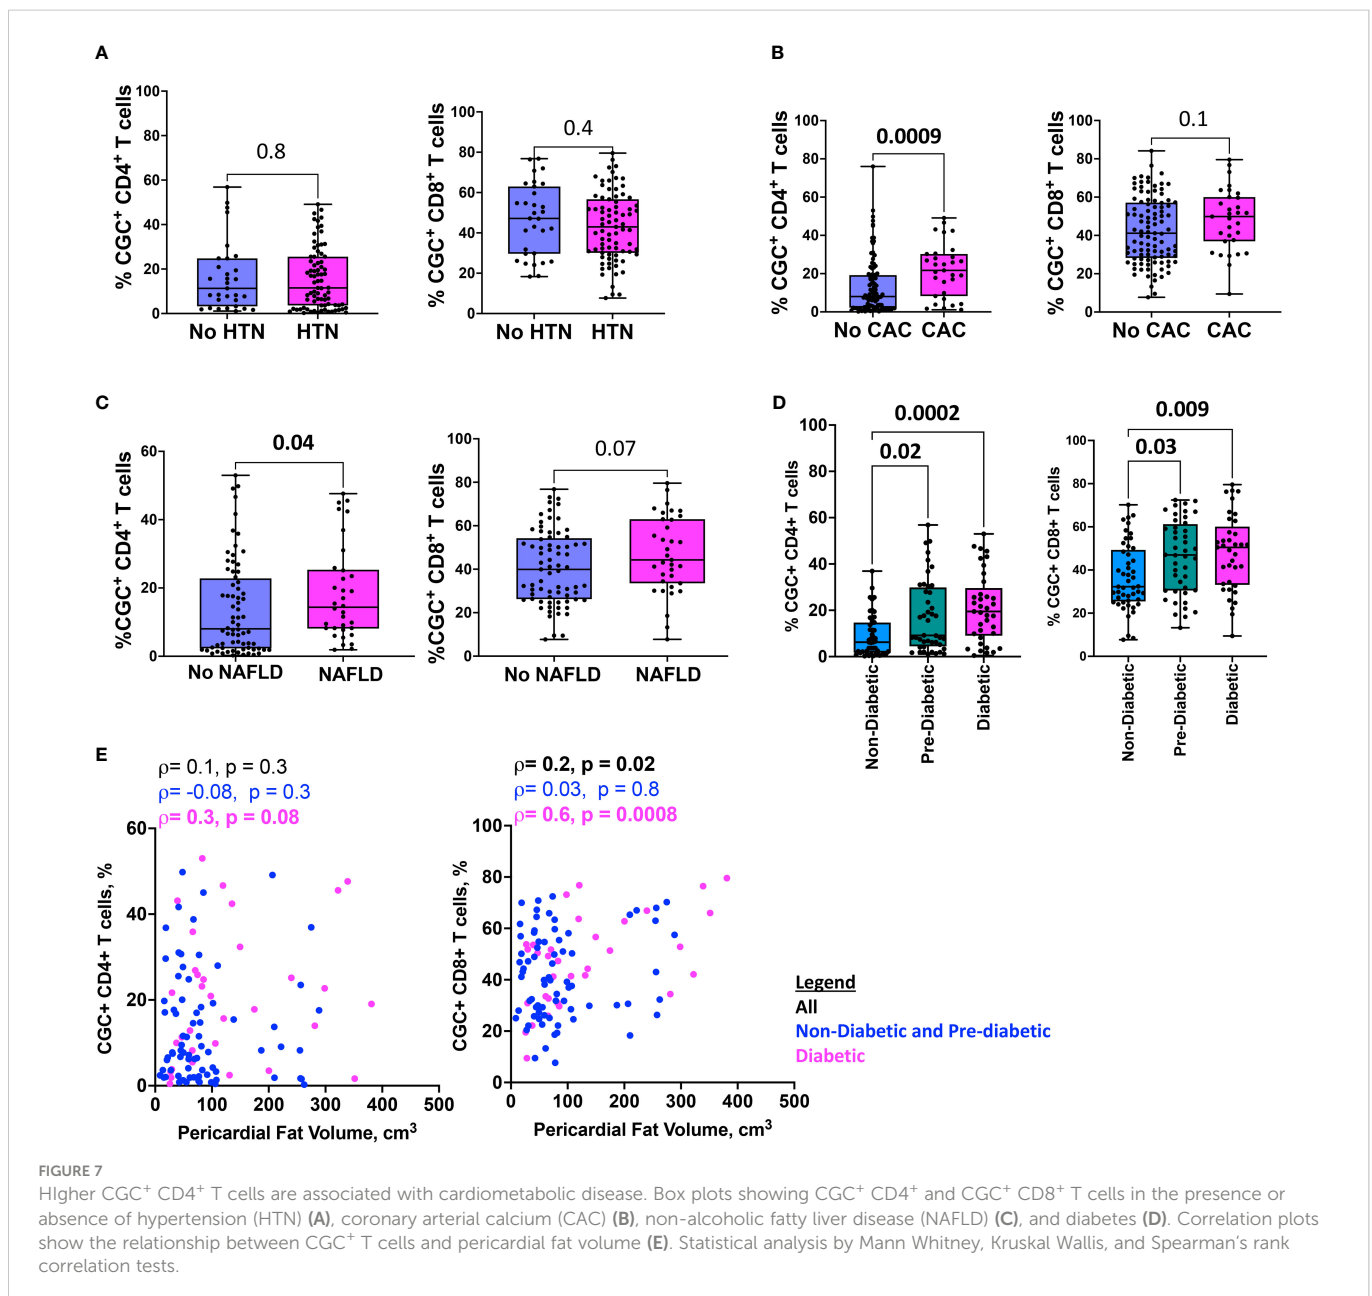 A
% CGC⁺ CD4⁺ T cells
100
80
60
40
20
0
0.8
No HTN
HTN
% CGC⁺ CD8⁺ T cells
100
80
60
40
20
0
0.4
No HTN
HTN
B
% CGC⁺ CD4⁺ T cells
100
80
60
40
20
0
0.0009
No CAC
CAC
% CGC⁺ CD8⁺ T cells
100
80
60
40
20
0
0.1
No CAC
CAC
C
%CGC⁺ CD4⁺ T cells
60
40
20
0
0.04
No NAFLD
NAFLD
%CGC⁺ CD8⁺ T cells
100
80
60
40
20
0
0.07
No NAFLD
NAFLD
D
% CGC+ CD4+ T cells
100
80
60
40
20
0
0.0002
0.02
Non-Diabetic
Pre-Diabetic
Diabetic
% CGC+ CD8+ T cells
100
80
60
40
20
0
0.009
0.03
Non-Diabetic
Pre-Diabetic
Diabetic
E
ρ= 0.1, p = 0.3
ρ= -0.08, p = 0.3
ρ= 0.3, p = 0.08
CGC+ CD4+ T cells, %
60
40
20
0
0 100 200 300 400 500
Pericardial Fat Volume, cm³
ρ= 0.2, p = 0.02
ρ= 0.03, p = 0.8
ρ= 0.6, p = 0.0008
CGC+ CD8+ T cells, %
100
80
60
40
20
0
0 100 200 300 400 500
Pericardial Fat Volume, cm³
Legend
All
Non-Diabetic and Pre-diabetic
Diabetic
FIGURE 7
HIgher CGC⁺ CD4⁺ T cells are associated with cardiometabolic disease. Box plots showing CGC⁺ CD4⁺ and CGC⁺ CD8⁺ T cells in the presence or
absence of hypertension (HTN) (A), coronary arterial calcium (CAC) (B), non-alcoholic fatty liver disease (NAFLD) (C), and diabetes (D). Correlation plots
show the relationship between CGC⁺ T cells and pericardial fat volume (E). Statistical analysis by Mann Whitney, Kruskal Wallis, and Spearman's rank
correlation tests.